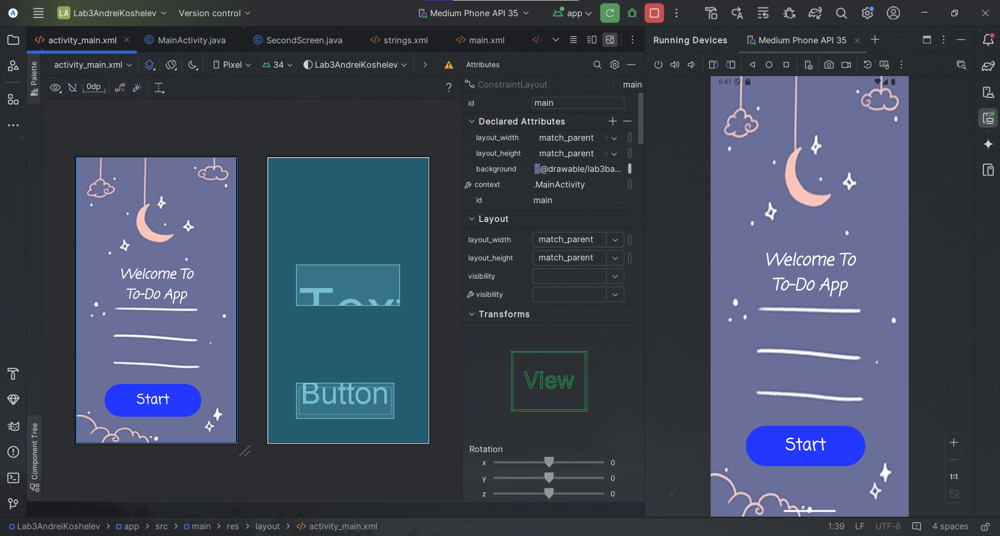 LA Lab3AndreiKoshelev Version control Medium Phone API 35 app
activity_main.xml MainActivity.java SecondScreen.java strings.xml main.xml Running Devices Medium Phone API 35
Palette
activity_main.xml Pixel 34 Lab3AndreiKoshelev
0dp ?
Welcome To
To-Do App
Start
Button
Component Tree
Attributes
ConstraintLayout main
id main
Declared Attributes
layout_width match_parent
layout_height match_parent
background @drawable/lab3ba...
context .MainActivity
id main
Layout
layout_width match_parent
layout_height match_parent
visibility
visibility
Transforms
View
Rotation
x 0
y 0
z 0
8:41
Welcome To
To-Do App
Start
1:1
Lab3AndreiKoshelev > app > src > main > res > layout > activity_main.xml 1:39 LF UTF-8 4 spaces